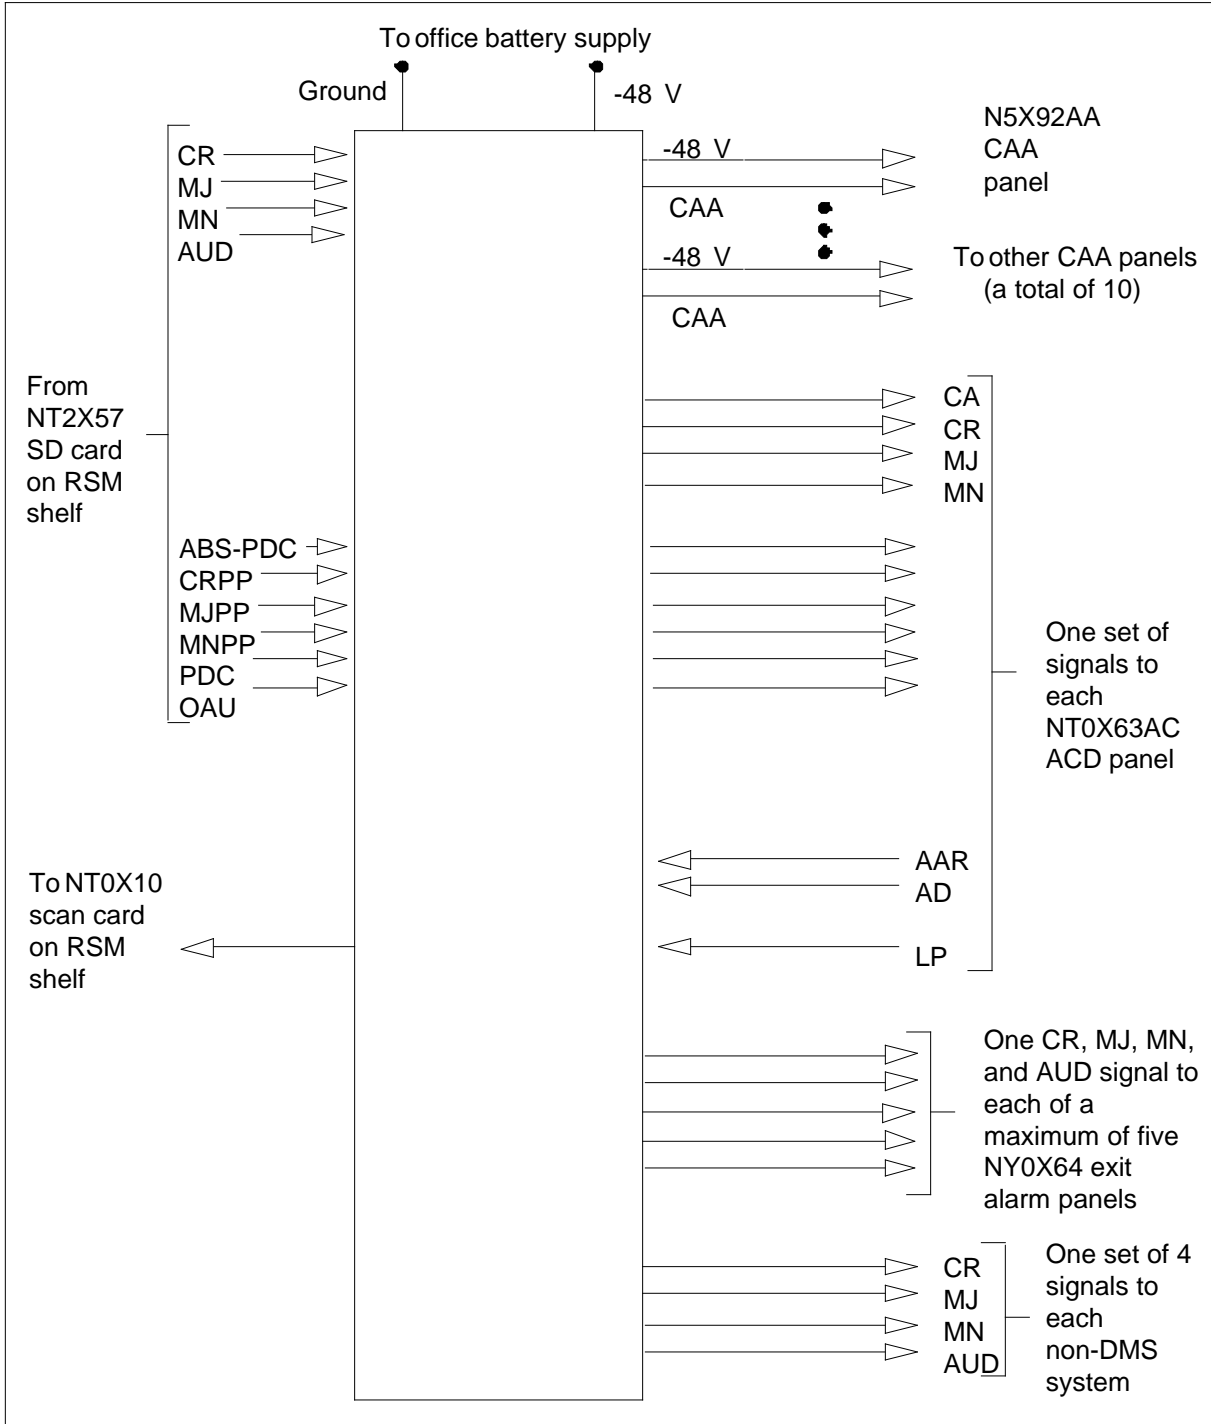 To office battery supply
Ground
-48 V
N5X92AA
CAA
panel
-48 V
CAA
-48 V
CAA
To other CAA panels
(a total of 10)
CR
MJ
MN
AUD
From
NT2X57
SD card
on RSM
shelf
ABS-PDC
CRPP
MJPP
MNPP
PDC
OAU
CA
CR
MJ
MN
One set of
signals to
each
NT0X63AC
ACD panel
AAR
AD
LP
To NT0X10
scan card
on RSM
shelf
One CR, MJ, MN,
and AUD signal to
each of a
maximum of five
NY0X64 exit
alarm panels
CR
MJ
MN
AUD
One set of 4
signals to
each
non-DMS
system